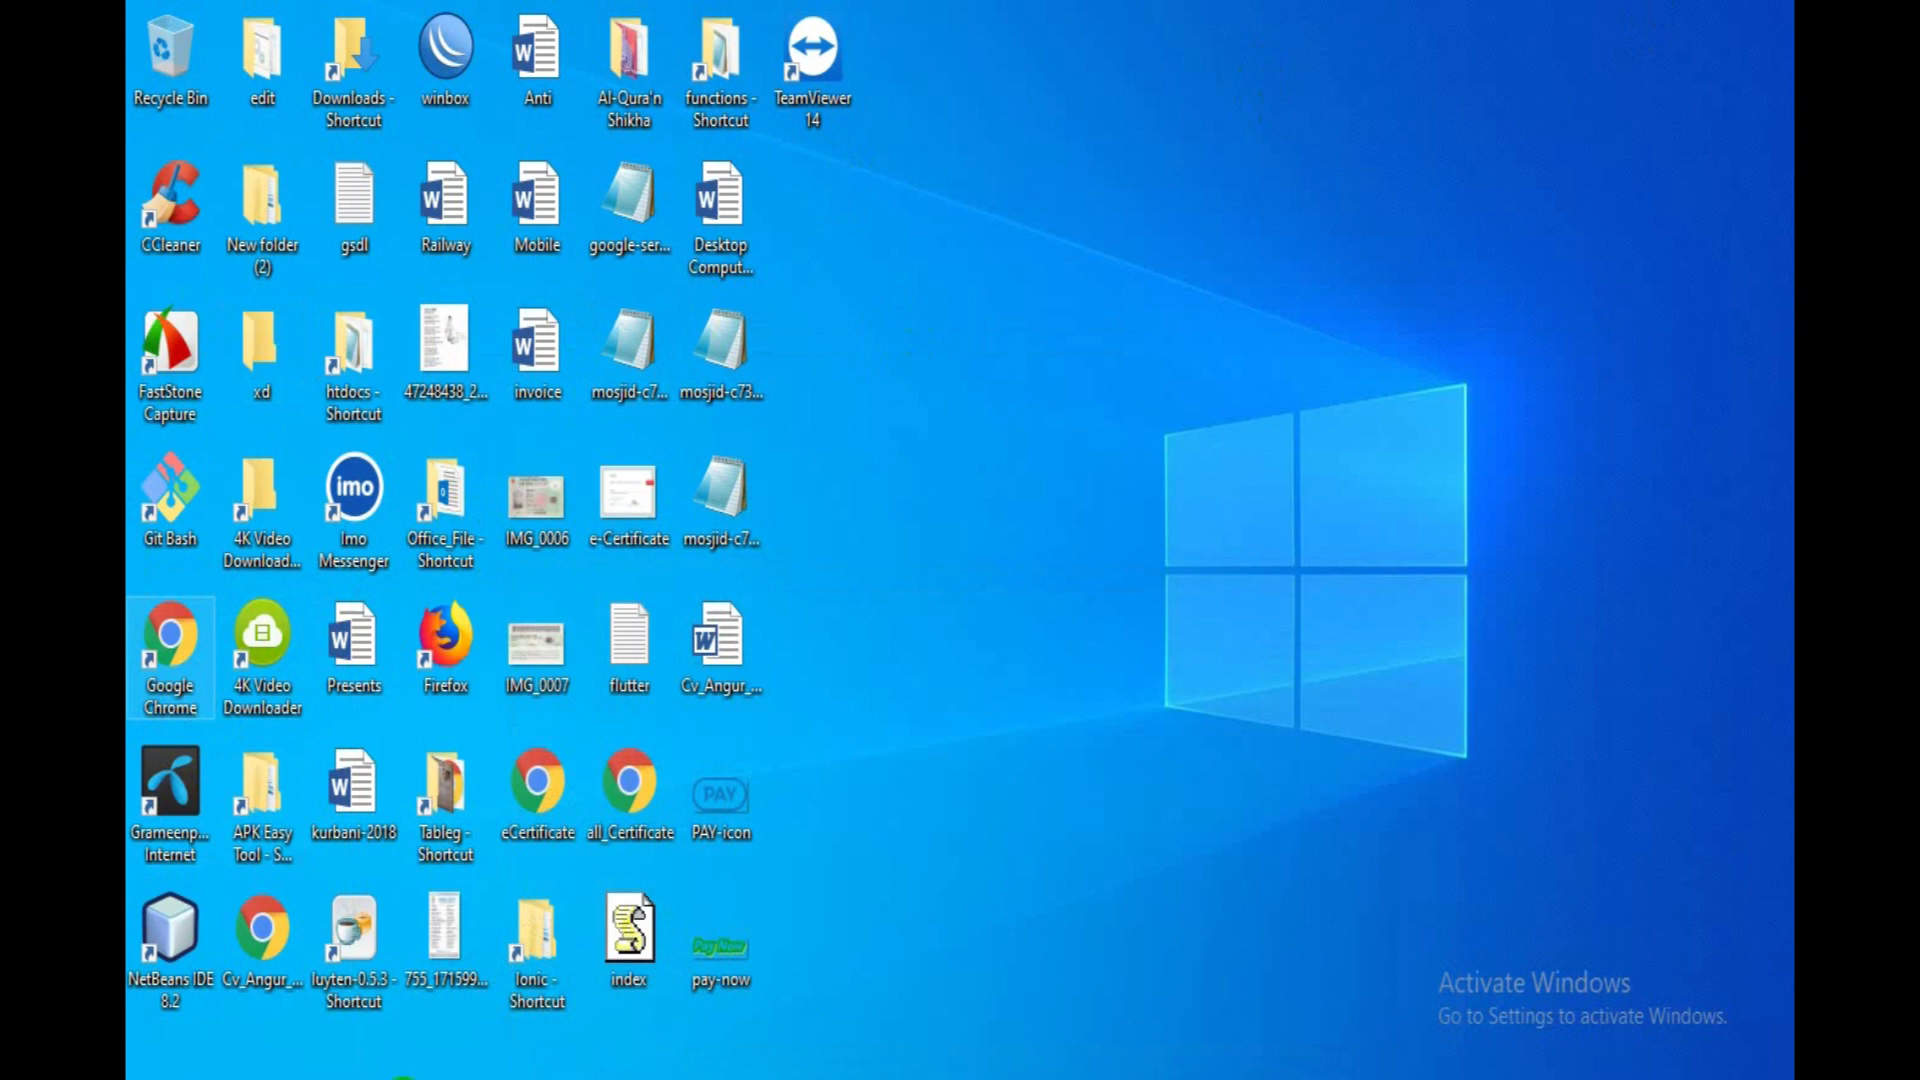 Recycle Bin
edit
Downloads -
Shortcut
winbox
Anti
Al-Qura'n
Shikha
functions -
Shortcut
TeamViewer
14
CCleaner
New folder
(2)
gsdl
Railway
Mobile
google-ser...
Desktop
Comput...
FastStone
Capture
xd
htdocs -
Shortcut
47248438_2...
invoice
mosjid-c7...
mosjid-c73...
Git Bash
4K Video
Download...
imo
Imo
Messenger
Office_File -
Shortcut
IMG_0006
e-Certificate
mosjid-c7...
Google
Chrome
4K Video
Downloader
Presents
Firefox
IMG_0007
flutter
Cv_Angur_...
Grameenp...
Internet
APK Easy
Tool - S...
kurbani-2018
Tableg -
Shortcut
eCertificate
all_Certificate
PAY
PAY-icon
NetBeans IDE
8.2
Cv_Angur_...
luyten-0.5.3 -
Shortcut
755_171599...
Ionic -
Shortcut
index
Pay Now
pay-now
Activate Windows
Go to Settings to activate Windows.